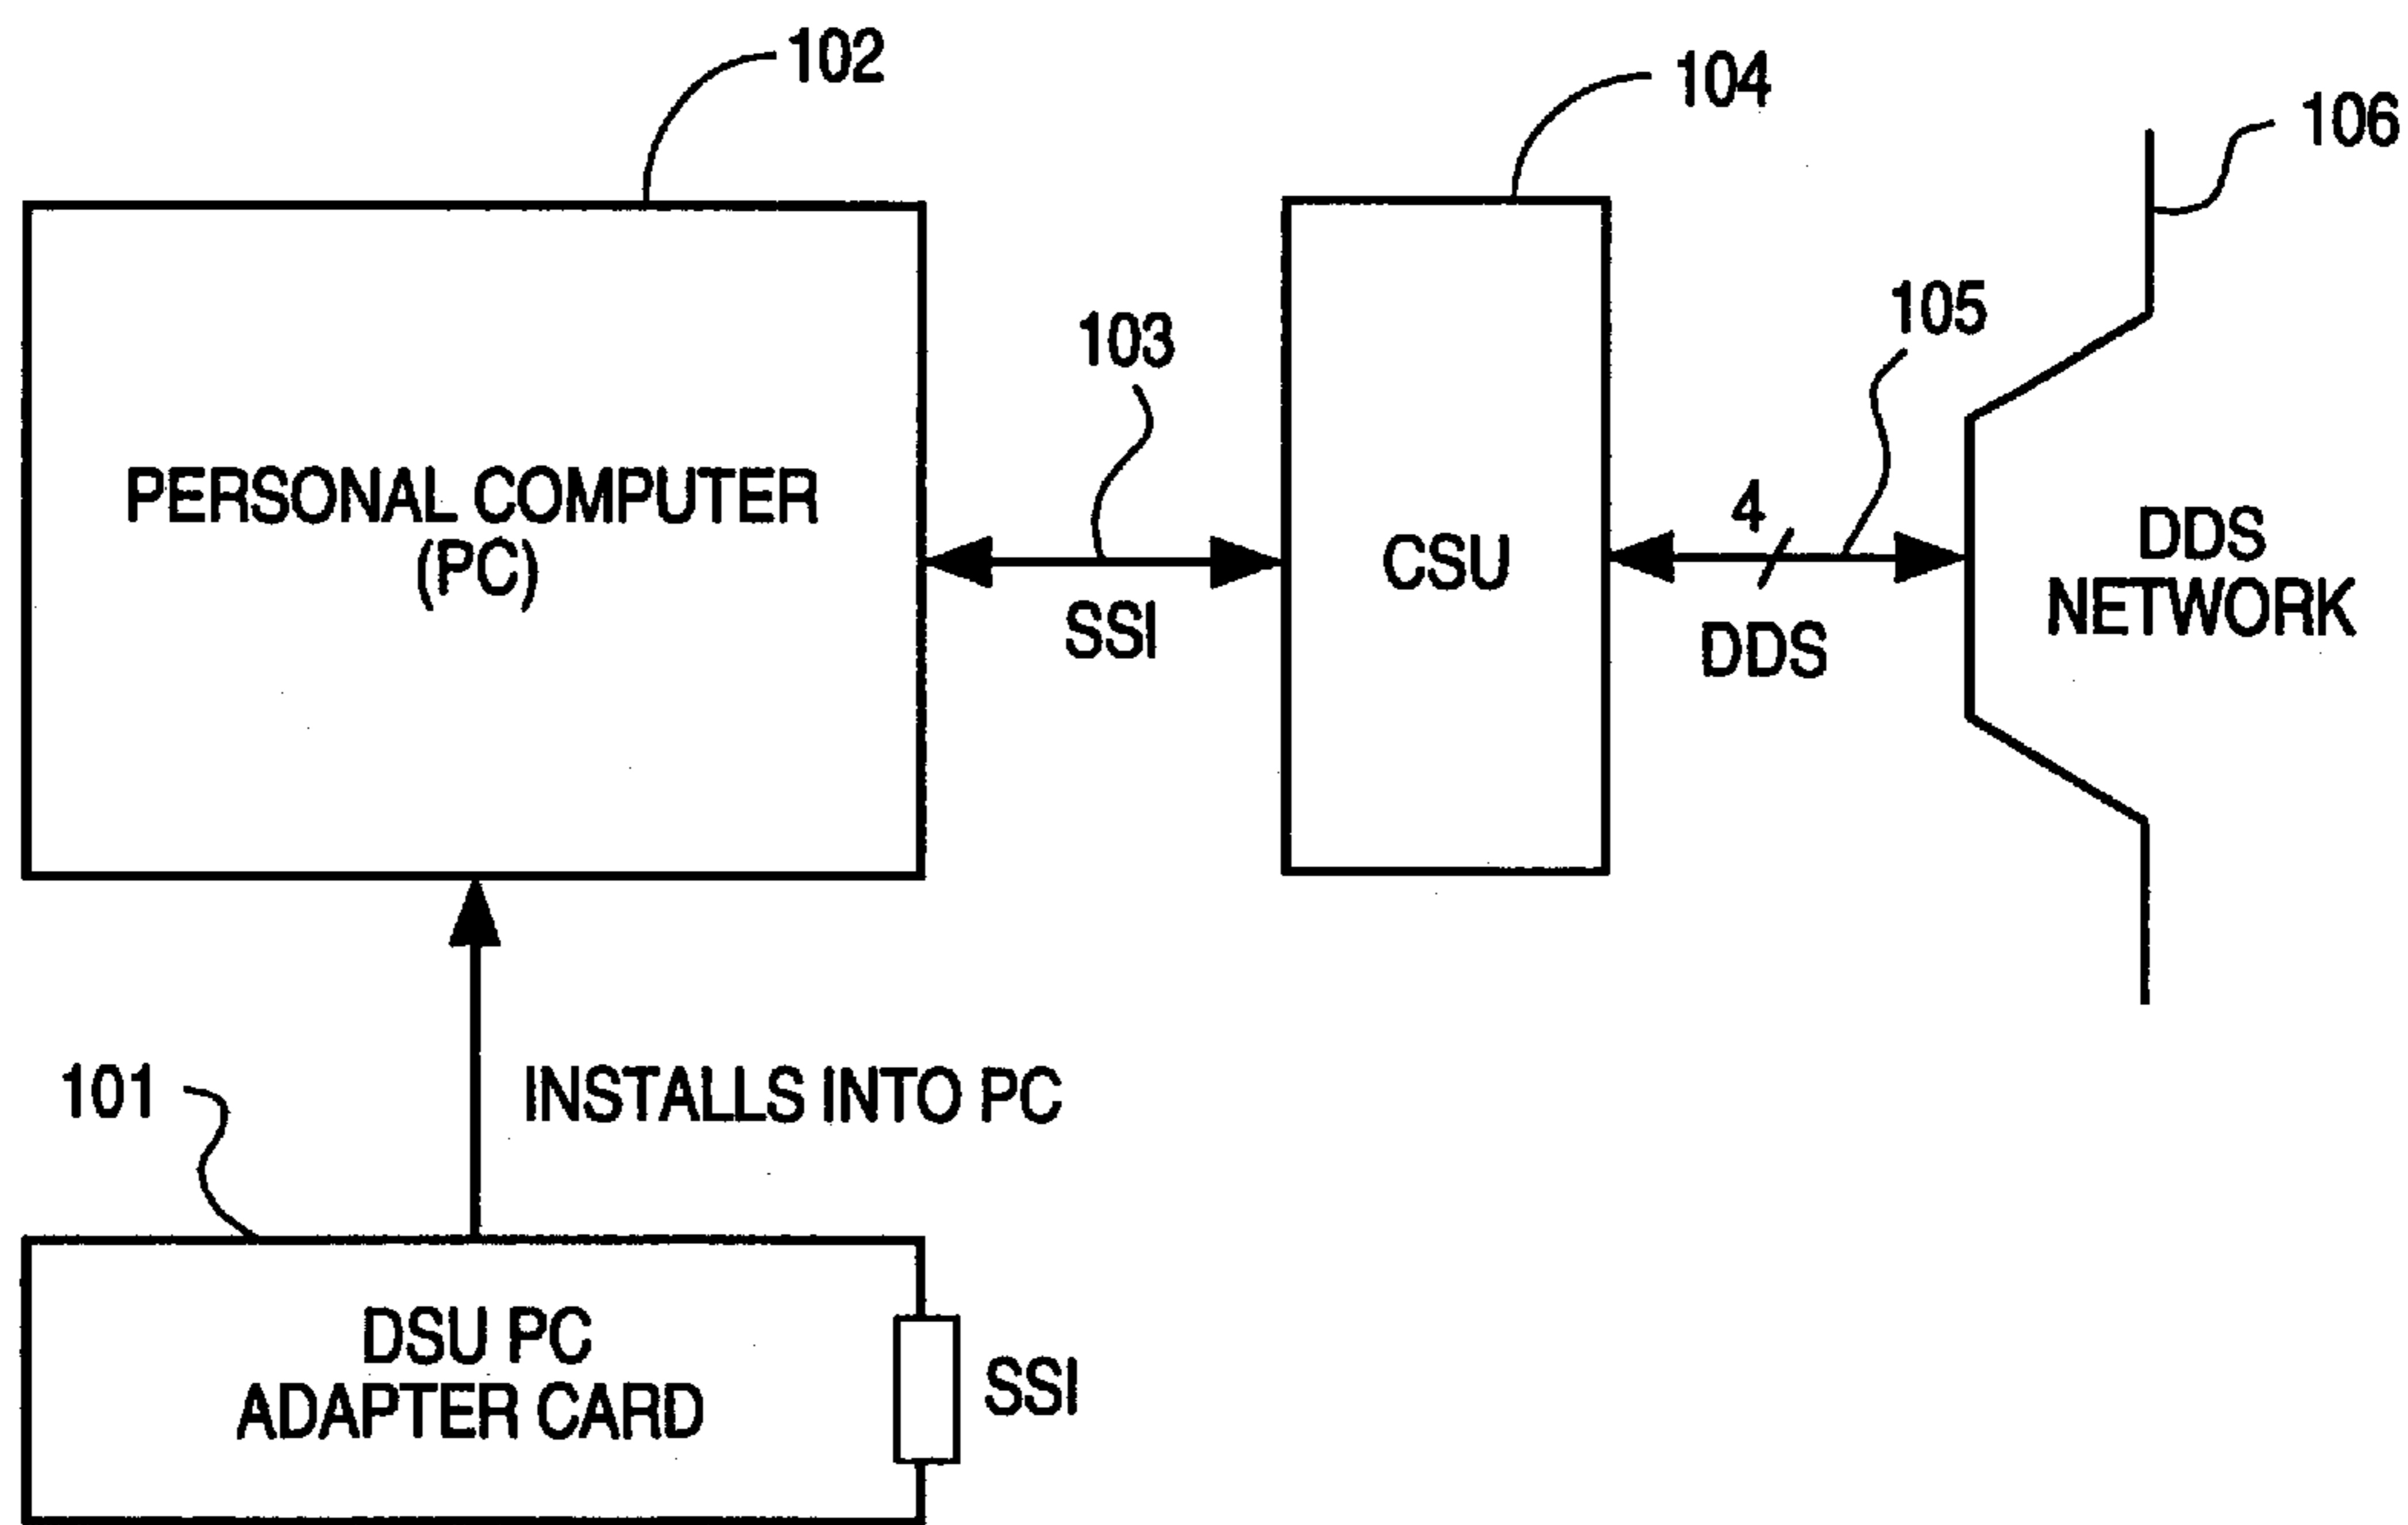 102
104
106
105
103
PERSONAL COMPUTER
(PC)
SSI
CSU
4
DDS
DDS
NETWORK
101
INSTALLS INTO PC
DSU PC
ADAPTER CARD
SSI